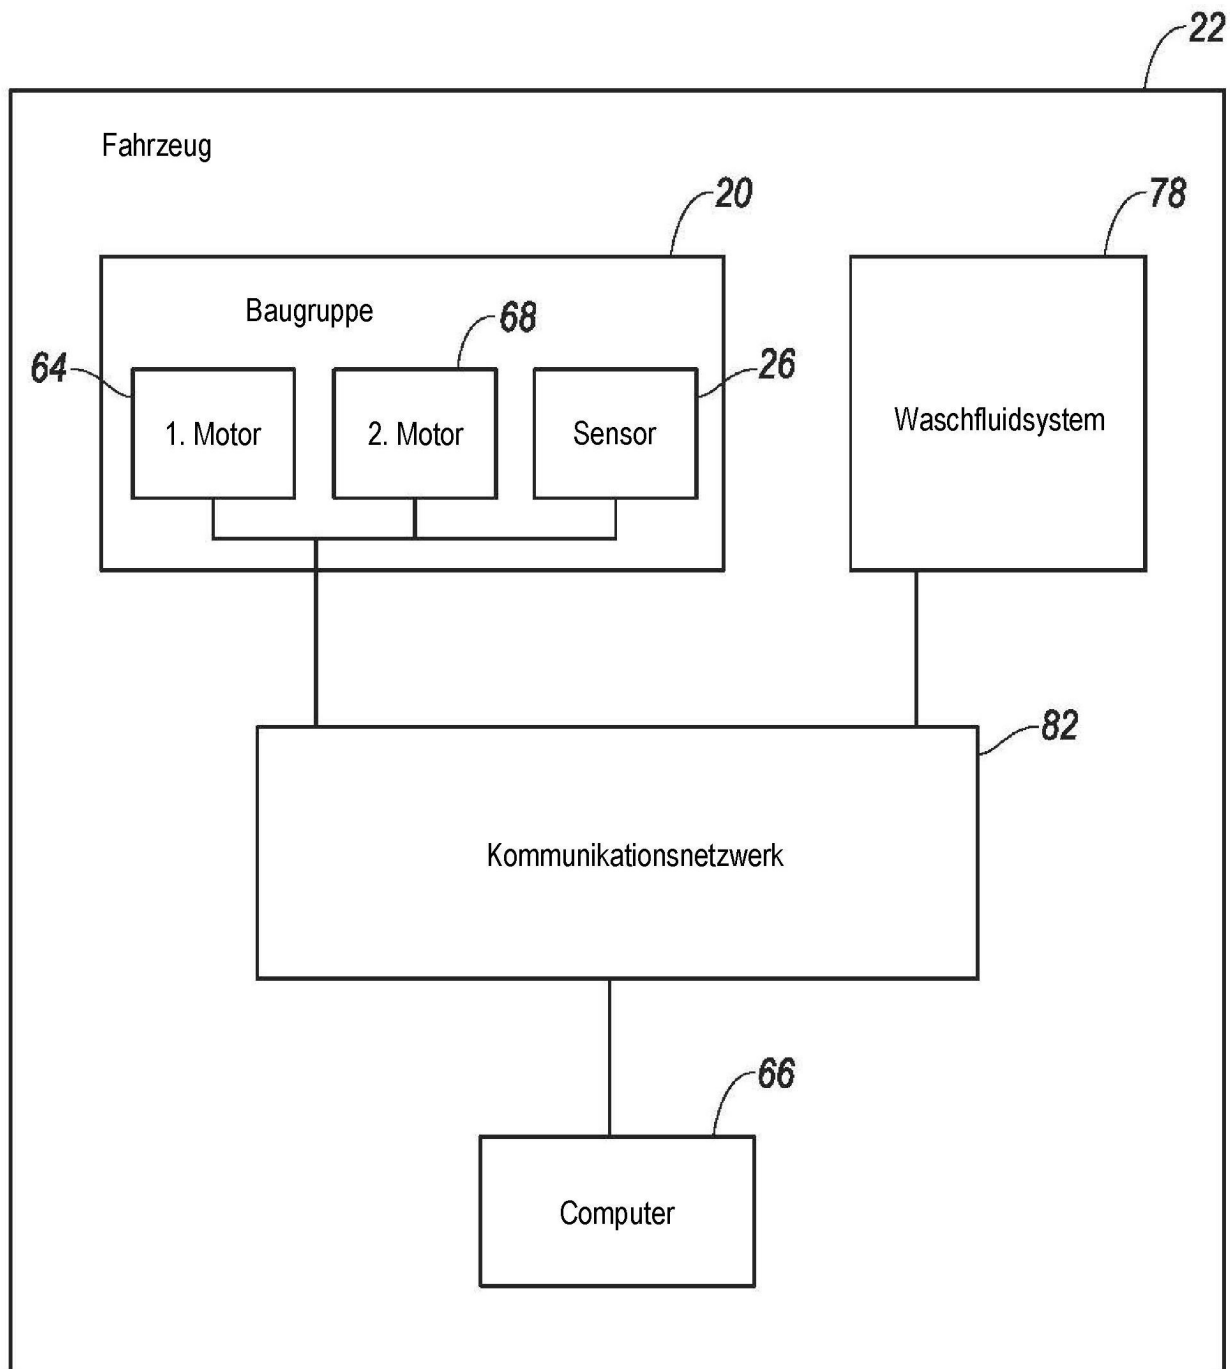 22
Fahrzeug
20
78
Baugruppe
68
64
26
1. Motor
2. Motor
Sensor
Waschfluidsystem
82
Kommunikationsnetzwerk
66
Computer